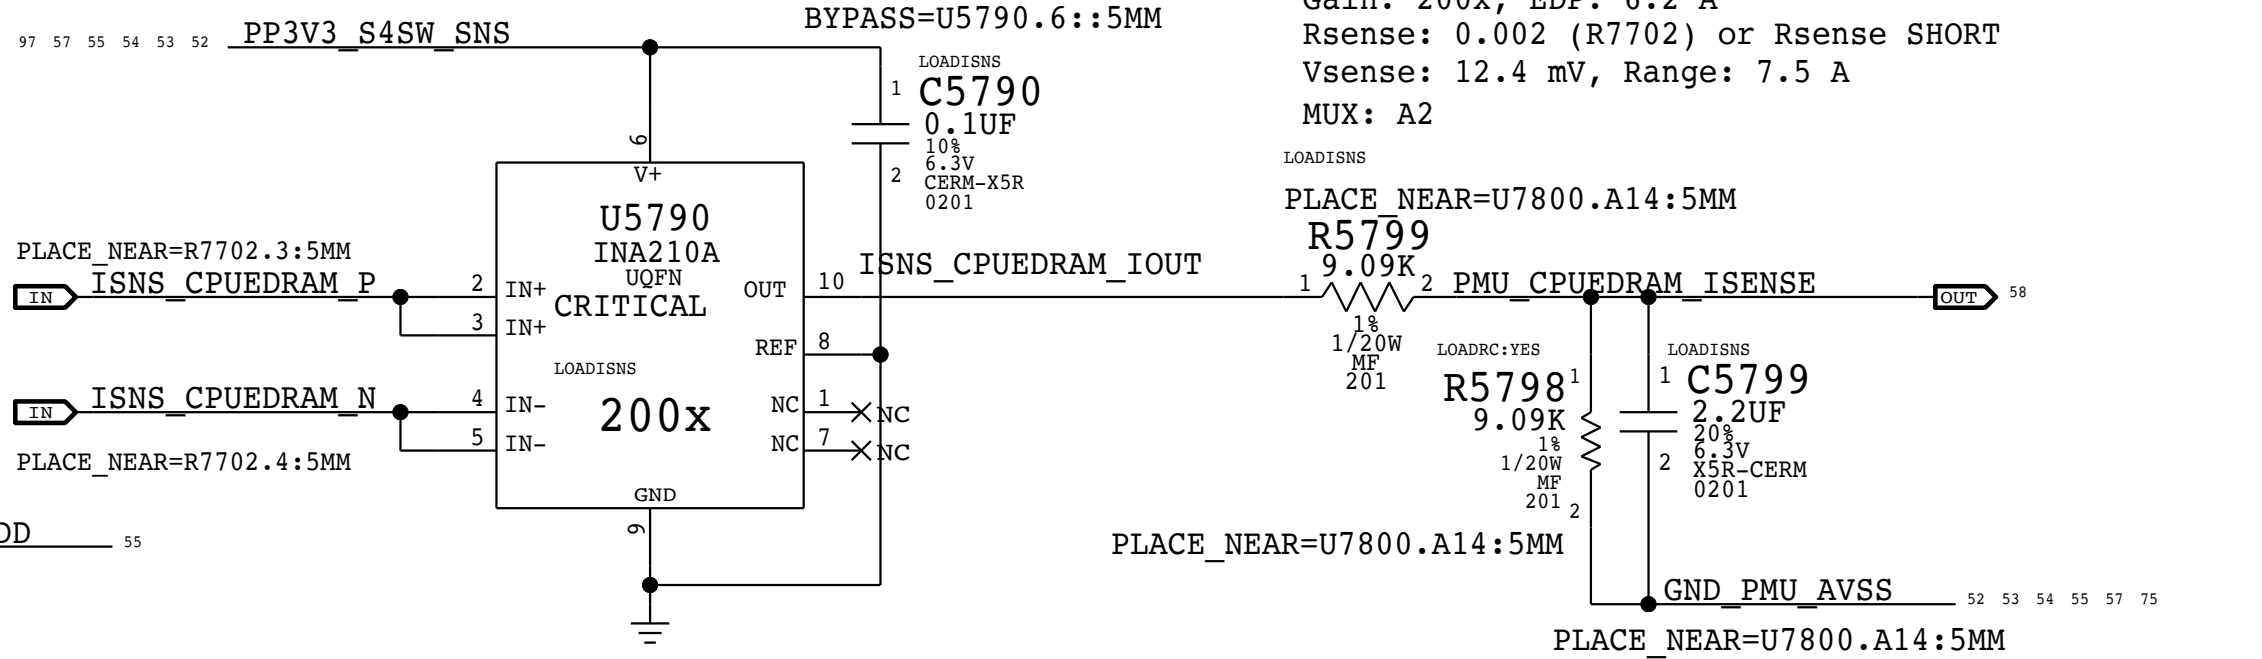 Gain: 200x, EDP: 6.2 A
BYPASS=U5790.6::5MM
97 57 55 54 53 52
PP3V3_S4SW_SNS
Rsense: 0.002 (R7702) or Rsense SHORT
Vsense: 12.4 mV, Range: 7.5 A
MUX: A2
LOADISNS
1
C5790
0.1UF
10%
6.3V
CERM-X5R
0201
2
6
V+
U5790
INA210A
UQFN
CRITICAL
LOADISNS
200x
PLACE_NEAR=R7702.3:5MM
IN
ISNS_CPUEDRAM_P
2
IN+
3
IN+
IN
ISNS_CPUEDRAM_N
4
IN-
5
IN-
PLACE_NEAR=R7702.4:5MM
OUT
10
ISNS_CPUEDRAM_IOUT
REF
8
NC
1
NC
NC
7
NC
GND
9
LOADISNS
PLACE_NEAR=U7800.A14:5MM
R5799
9.09K
1
2
1%
1/20W
MF
201
PMU_CPUEDRAM_ISENSE
OUT
58
LOADRC:YES
R5798
1
9.09K
1%
1/20W
MF
201
2
LOADISNS
1
C5799
2.2UF
20%
6.3V
X5R-CERM
0201
2
PLACE_NEAR=U7800.A14:5MM
DD
55
GND_PMU_AVSS
52 53 54 55 57 75
PLACE_NEAR=U7800.A14:5MM